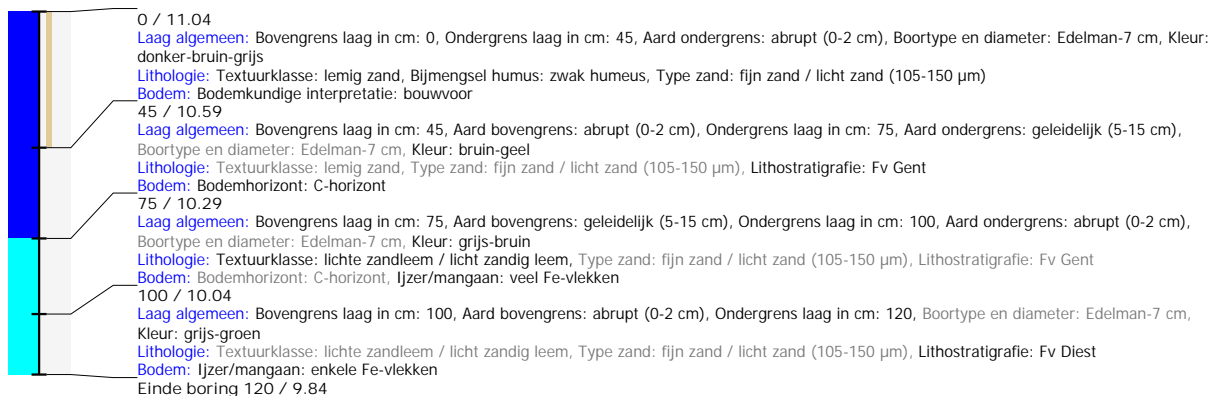 0 / 11.04
Laag algemeen: Bovengrens laag in cm: 0, Ondergrens laag in cm: 45, Aard ondergrens: abrupt (0-2 cm), Boortype en diameter: Edelman-7 cm, Kleur:
donker-bruin-grijs
Lithologie: Textuurklasse: lemig zand, Bijmengsel humus: zwak humeus, Type zand: fijn zand / licht zand (105-150 µm)
Bodem: Bodemkundige interpretatie: bouwvoor
45 / 10.59
Laag algemeen: Bovengrens laag in cm: 45, Aard bovengrens: abrupt (0-2 cm), Ondergrens laag in cm: 75, Aard ondergrens: geleidelijk (5-15 cm),
Boortype en diameter: Edelman-7 cm, Kleur: bruin-geel
Lithologie: Textuurklasse: lemig zand, Type zand: fijn zand / licht zand (105-150 µm), Lithostratigrafie: Fv Gent
Bodem: Bodemhorizont: C-horizont
75 / 10.29
Laag algemeen: Bovengrens laag in cm: 75, Aard bovengrens: geleidelijk (5-15 cm), Ondergrens laag in cm: 100, Aard ondergrens: abrupt (0-2 cm),
Boortype en diameter: Edelman-7 cm, Kleur: grijs-bruin
Lithologie: Textuurklasse: lichte zandleem / licht zandig leem, Type zand: fijn zand / licht zand (105-150 µm), Lithostratigrafie: Fv Gent
Bodem: Bodemhorizont: C-horizont, Ijzer/mangaan: veel Fe-vlekken
100 / 10.04
Laag algemeen: Bovengrens laag in cm: 100, Aard bovengrens: abrupt (0-2 cm), Ondergrens laag in cm: 120, Boortype en diameter: Edelman-7 cm,
Kleur: grijs-groen
Lithologie: Textuurklasse: lichte zandleem / licht zandig leem, Type zand: fijn zand / licht zand (105-150 µm), Lithostratigrafie: Fv Diest
Bodem: Ijzer/mangaan: enkele Fe-vlekken
Einde boring 120 / 9.84